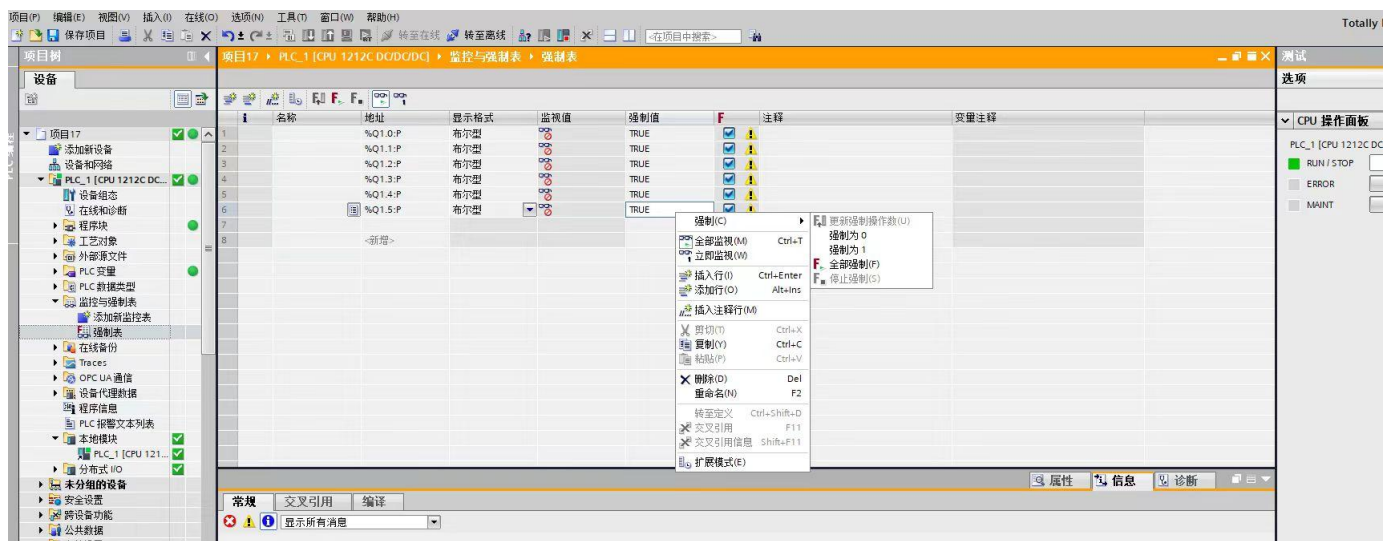 项目(P) 编辑(E) 视图(V) 插入(I) 在线(O) 选项(N) 工具(T) 窗口(W) 帮助(H)
Totally
保存项目 转至在线 转至离线 <在项目中搜索>
项目树
项目17 PLC_1 [CPU 1212C DC/DC/DC] 监控与强制表 强制表
测试
设备
选项
i 名称 地址 显示格式 监视值 强制值 F 注释 变量注释
CPU 操作面板
项目17
1 %Q1.0:P 布尔型 TRUE
添加新设备
2 %Q1.1:P 布尔型 TRUE
PLC_1 [CPU 1212C DC
设备和网络
3 %Q1.2:P 布尔型 TRUE
RUN / STOP
PLC_1 [CPU 1212C DC...
4 %Q1.3:P 布尔型 TRUE
ERROR
设备组态
5 %Q1.4:P 布尔型 TRUE
在线和诊断
6 %Q1.5:P 布尔型 TRUE
MAINT
程序块
7
工艺对象
8 <新增>
外部源文件
PLC 变量
PLC 数据类型
监控与强制表
添加新监控表
强制表
在线备份
Traces
OPC UA 通信
设备代理数据
程序信息
PLC 报警文本列表
本地模块
PLC_1 [CPU 121...
分布式 I/O
未分组的设备
安全设置
跨设备功能
公共数据
强制(C)
全部监视(M) Ctrl+T
立即监视(W)
插入行(I) Ctrl+Enter
添加行(O) Alt+Ins
插入注释行(M)
剪切(T) Ctrl+X
复制(Y) Ctrl+C
粘贴(P) Ctrl+V
删除(D) Del
重命名(N) F2
转至定义 Ctrl+Shift+D
交叉引用 F11
交叉引用信息 Shift+F11
扩展模式(E)
更新强制操作数(U)
强制为 0
强制为 1
全部强制(F)
停止强制(S)
属性 信息 诊断
常规 交叉引用 编译
显示所有消息